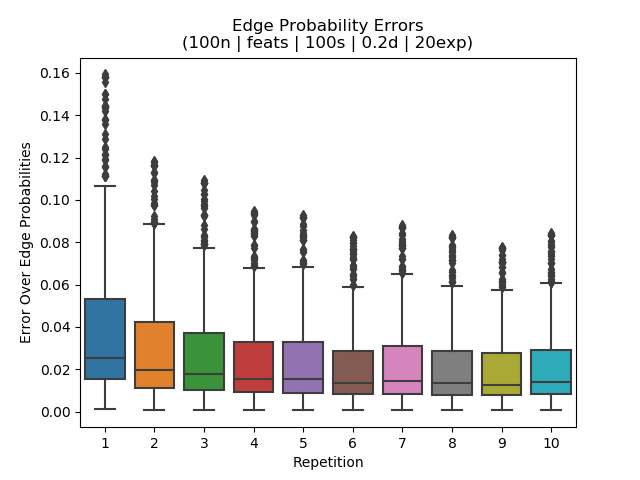 Edge Probability Errors
(100n | feats | 100s | 0.2d | 20exp)
Error Over Edge Probabilities
0.16
0.14
0.12
0.10
0.08
0.06
0.04
0.02
0.00
1 2 3 4 5 6 7 8 9 10
Repetition